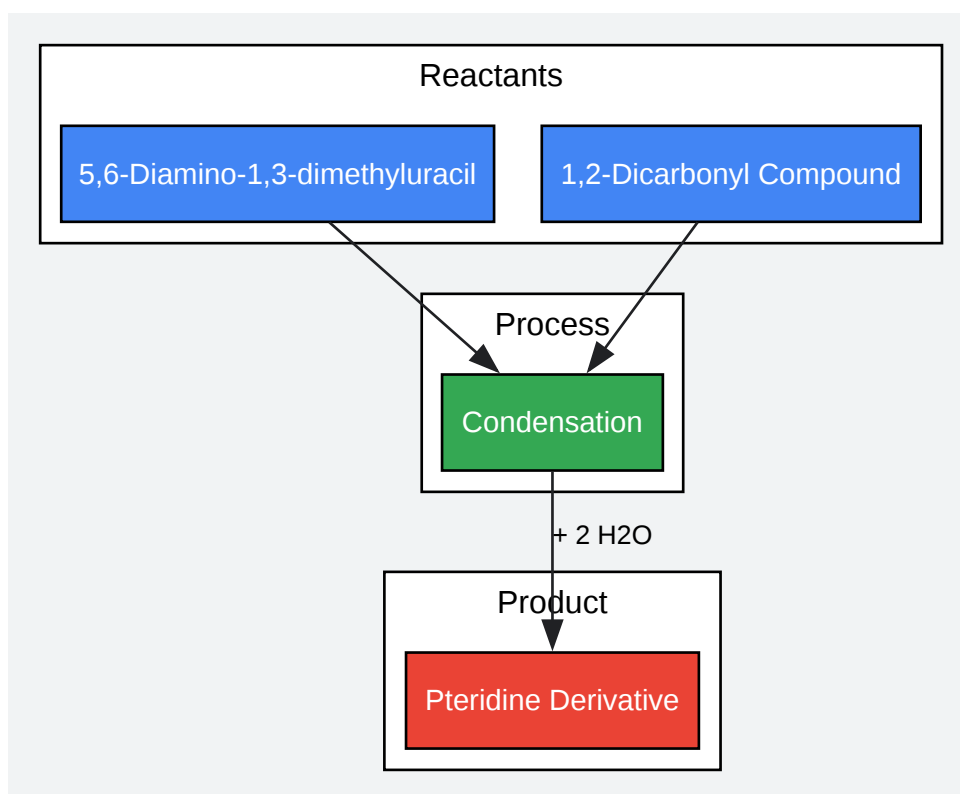 Reactants
5,6-Diamino-1,3-dimethyluracil
1,2-Dicarbonyl Compound
Process
Condensation
+ 2 H2O
Product
Pteridine Derivative